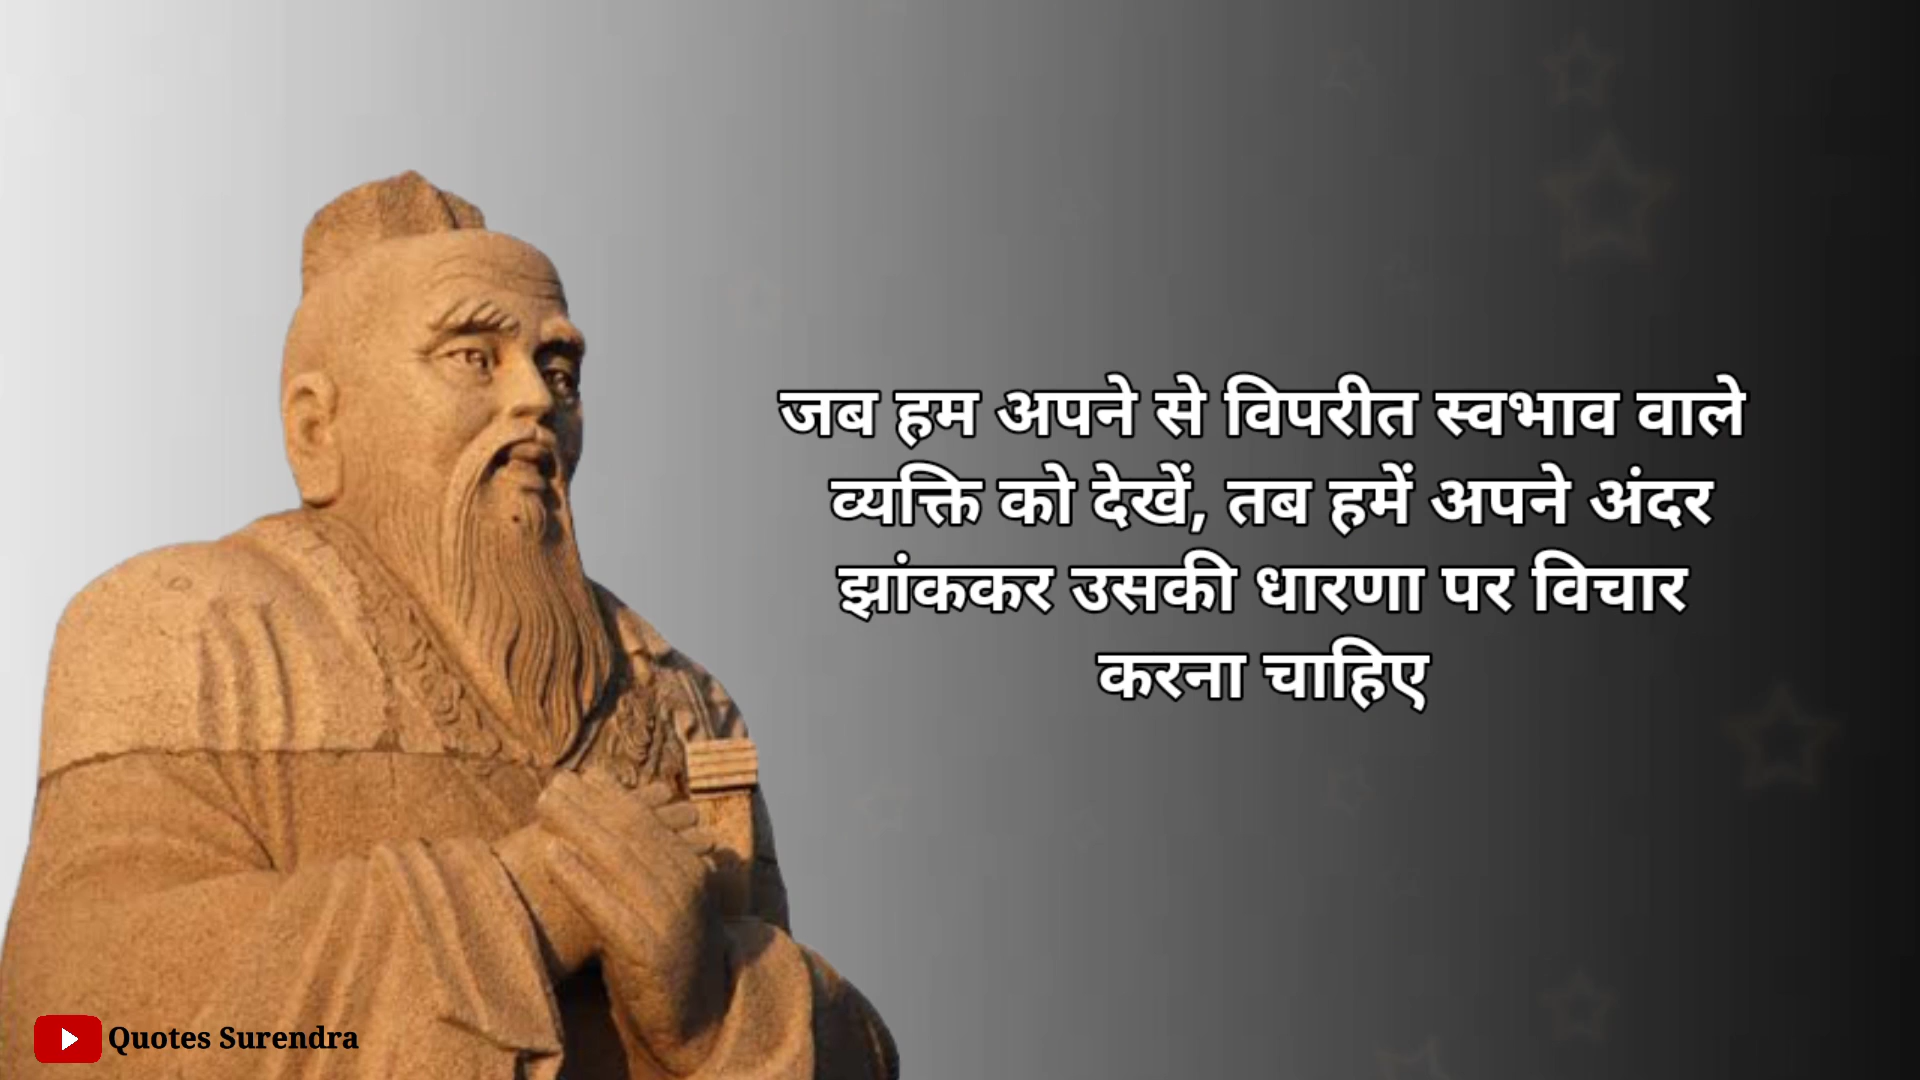 जब हम अपने से विपरीत स्वभाव वाले
व्यक्ति को देखें, तब हमें अपने अंदर
झांककर उसकी धारणा पर विचार
करना चाहिए
Quotes Surendra